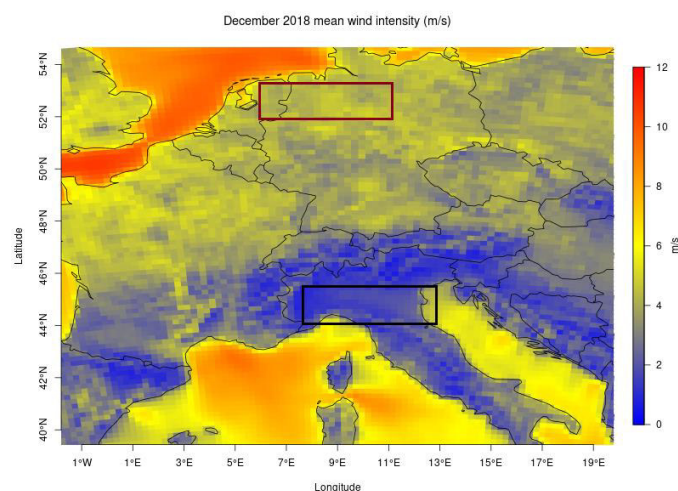 December 2018 mean wind intensity (m/s)
54°N
52°N
50°N
48°N
46°N
44°N
42°N
40°N
Latitude
1°W 1°E 3°E 5°E 7°E 9°E 11°E 13°E 15°E 17°E 19°E
Longitude
12
10
8
6
4
2
0
m/s